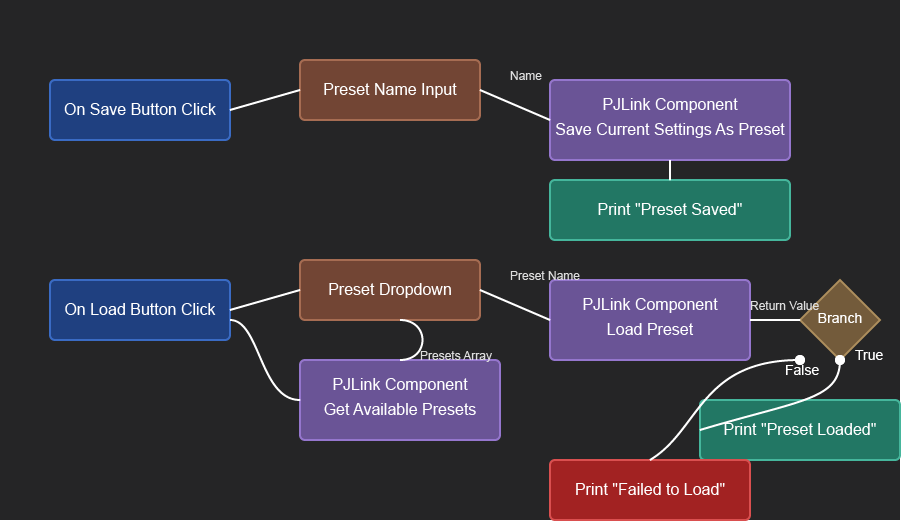 On Save Button Click
Preset Name Input
Name
PJLink Component
Save Current Settings As Preset
Print "Preset Saved"
On Load Button Click
Preset Dropdown
Preset Name
PJLink Component
Load Preset
Return Value
Branch
Presets Array
PJLink Component
Get Available Presets
False
True
Print "Preset Loaded"
Print "Failed to Load"